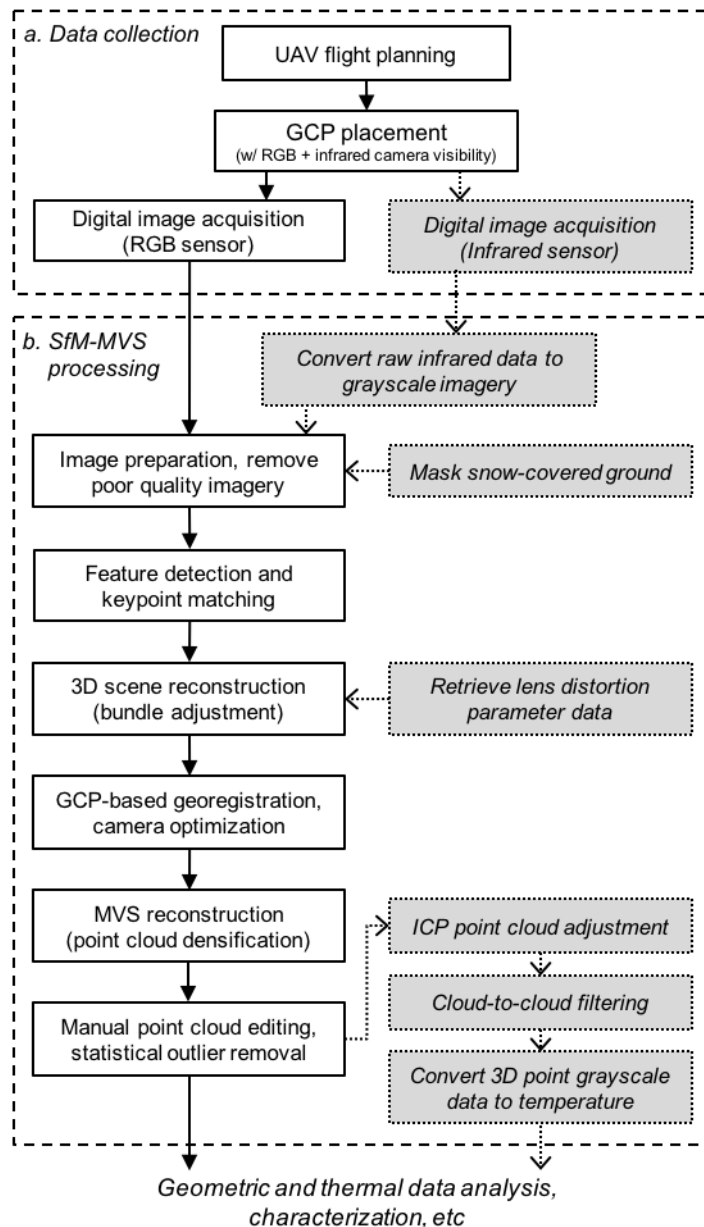 a. Data collection
UAV flight planning
GCP placement
(w/ RGB + infrared camera visibility)
Digital image acquisition
(RGB sensor)
Digital image acquisition
(Infrared sensor)
b. SfM-MVS
processing
Convert raw infrared data to
grayscale imagery
Image preparation, remove
poor quality imagery
Mask snow-covered ground
Feature detection and
keypoint matching
3D scene reconstruction
(bundle adjustment)
Retrieve lens distortion
parameter data
GCP-based georegistration,
camera optimization
MVS reconstruction
(point cloud densification)
ICP point cloud adjustment
Cloud-to-cloud filtering
Manual point cloud editing,
statistical outlier removal
Convert 3D point grayscale
data to temperature
Geometric and thermal data analysis,
characterization, etc